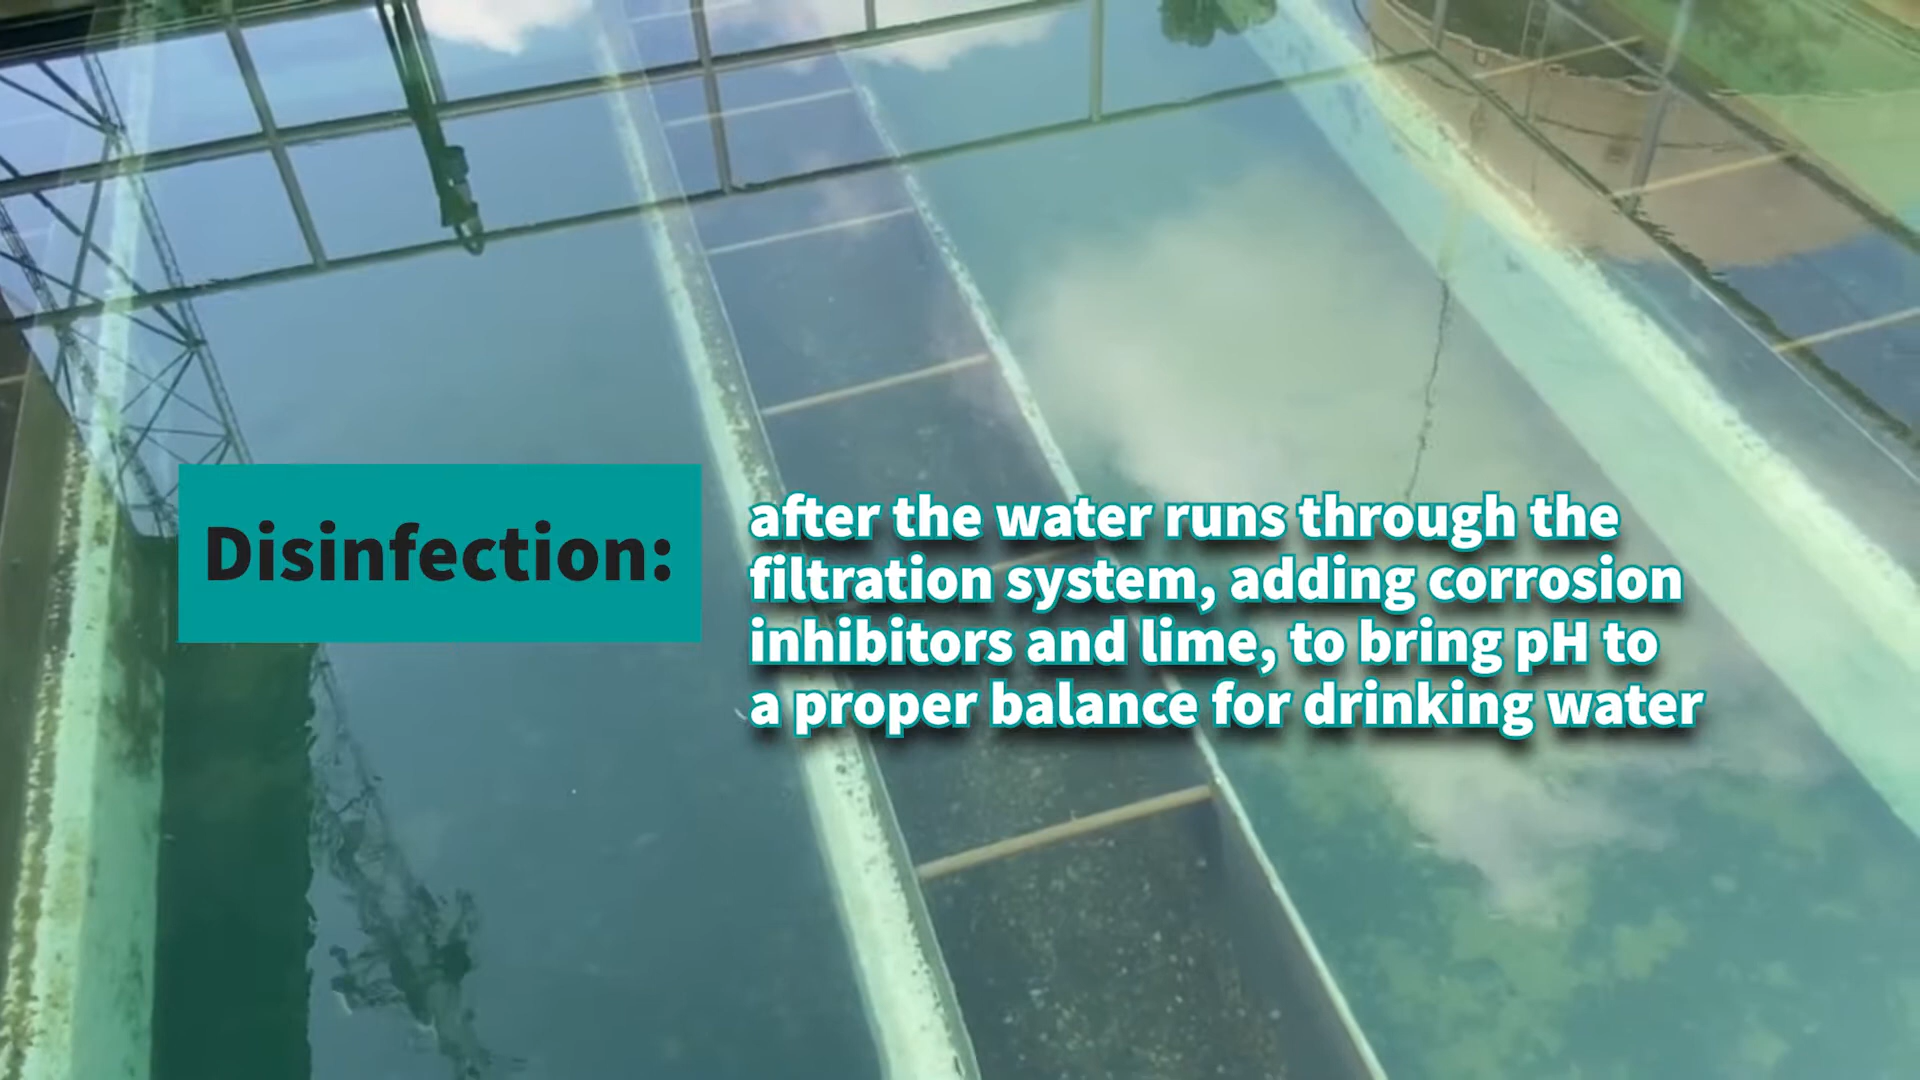 Disinfection:
after the water runs through the
filtration system, adding corrosion
inhibitors and lime, to bring pH to
a proper balance for drinking water